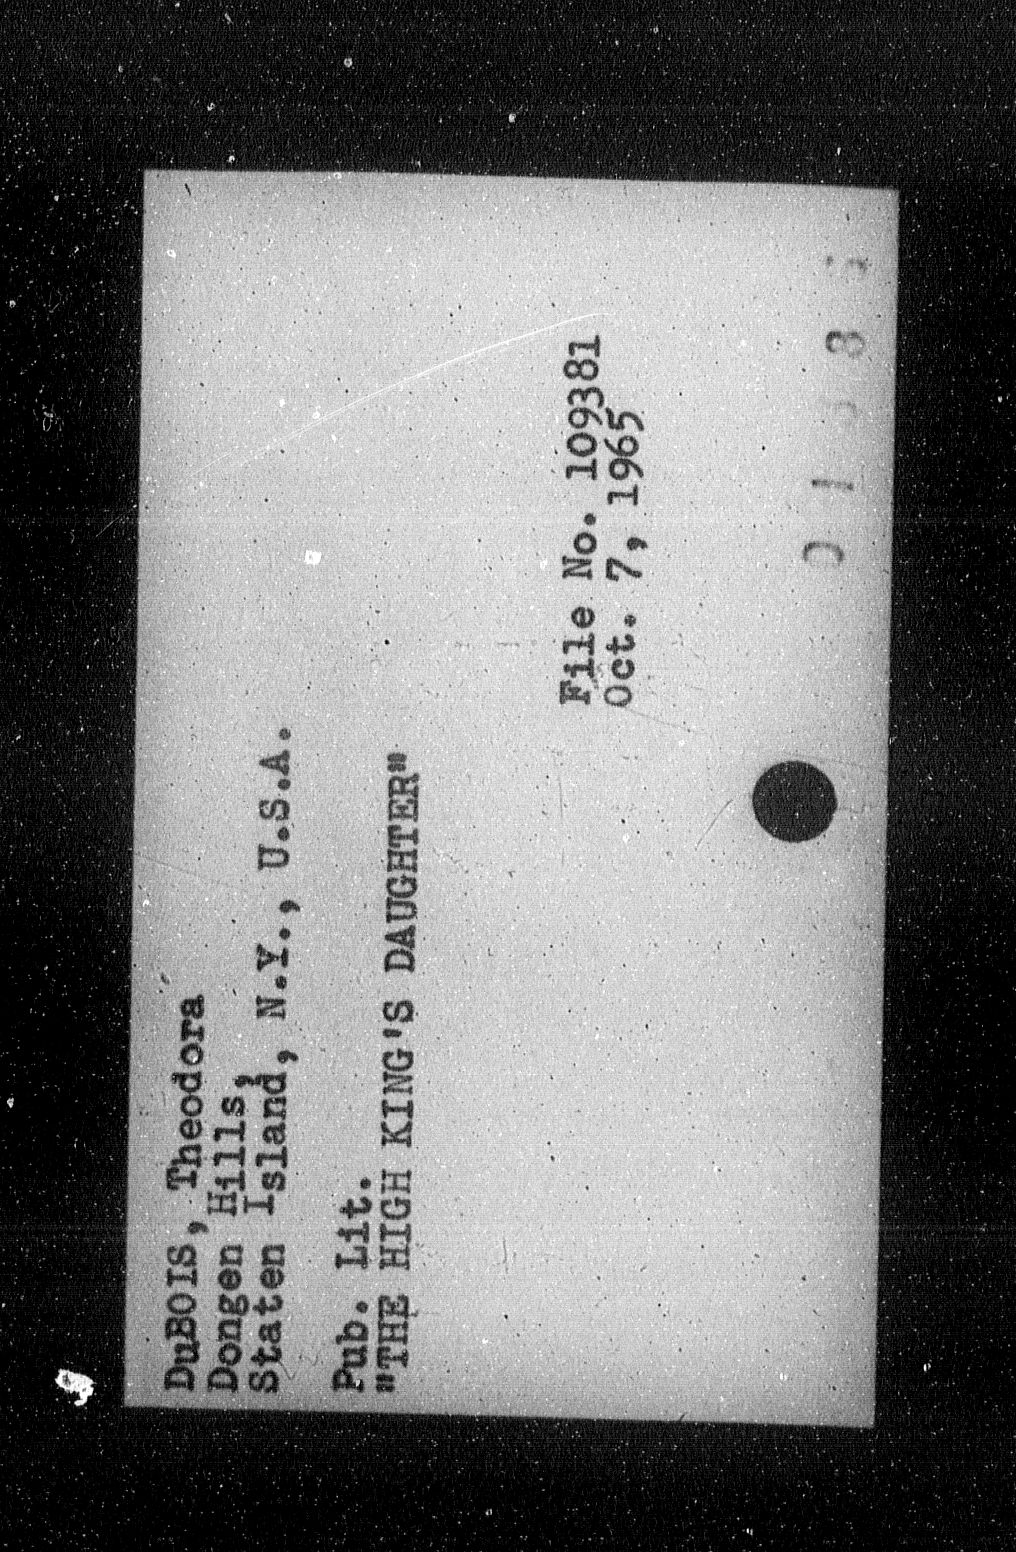 DuBOIS, Theodora
Dongen Hills,
Staten Island, N.Y., U.S.A.
Pub. Lit.
"THE HIGH KING'S DAUGHTER"
File No. 109381
Oct. 7, 1965